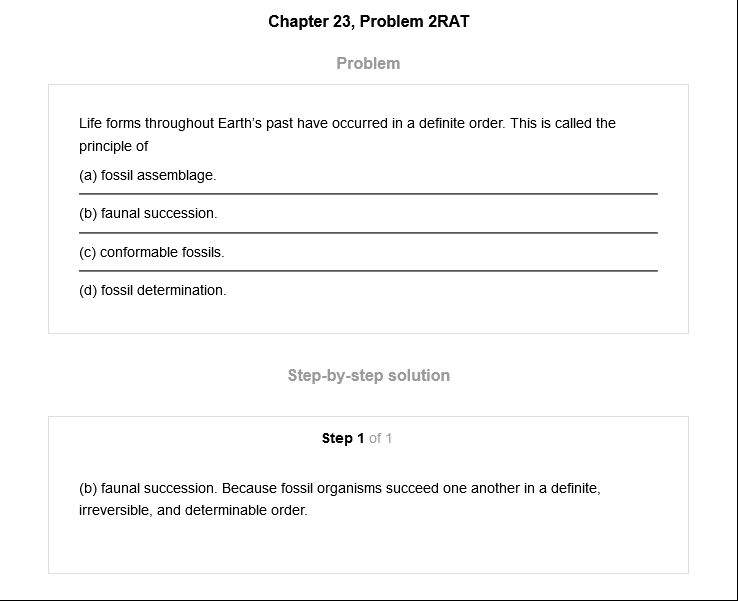 Chapter 23, Problem 2RAT
Problem
Life forms throughout Earth's past have occurred in a definite order. This is called the
principle of
(a) fossil assemblage.
(b) faunal succession.
(c) conformable fossils.
(d) fossil determination.
Step-by-step solution
Step 1 of 1
(b) faunal succession. Because fossil organisms succeed one another in a definite,
irreversible, and determinable order.